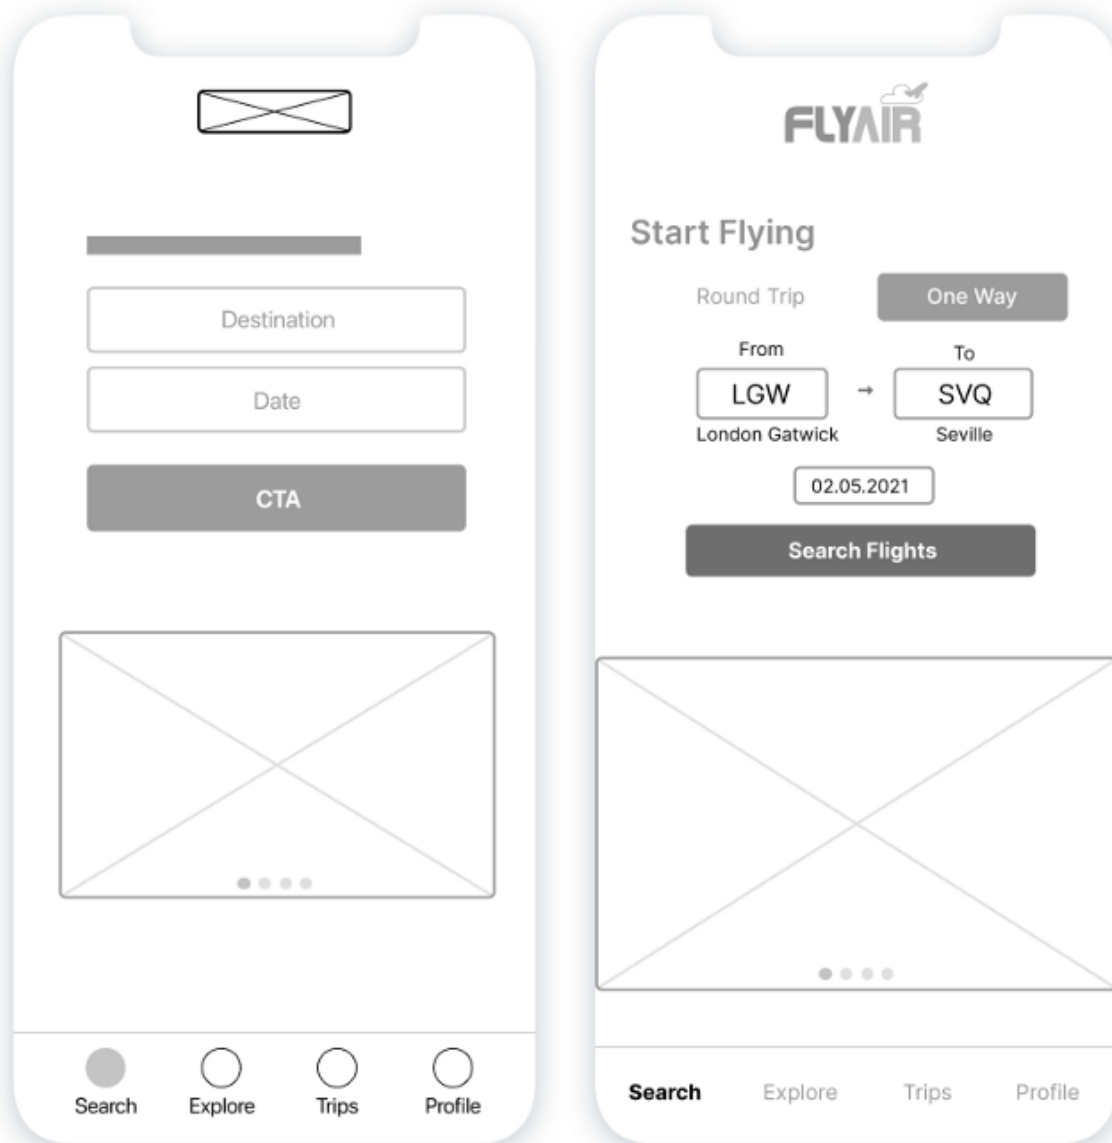 Destination
Date
CTA
Search Explore Trips Profile
FLYAIR
Start Flying
Round Trip One Way
From To
LGW → SVQ
London Gatwick Seville
02.05.2021
Search Flights
Search Explore Trips Profile